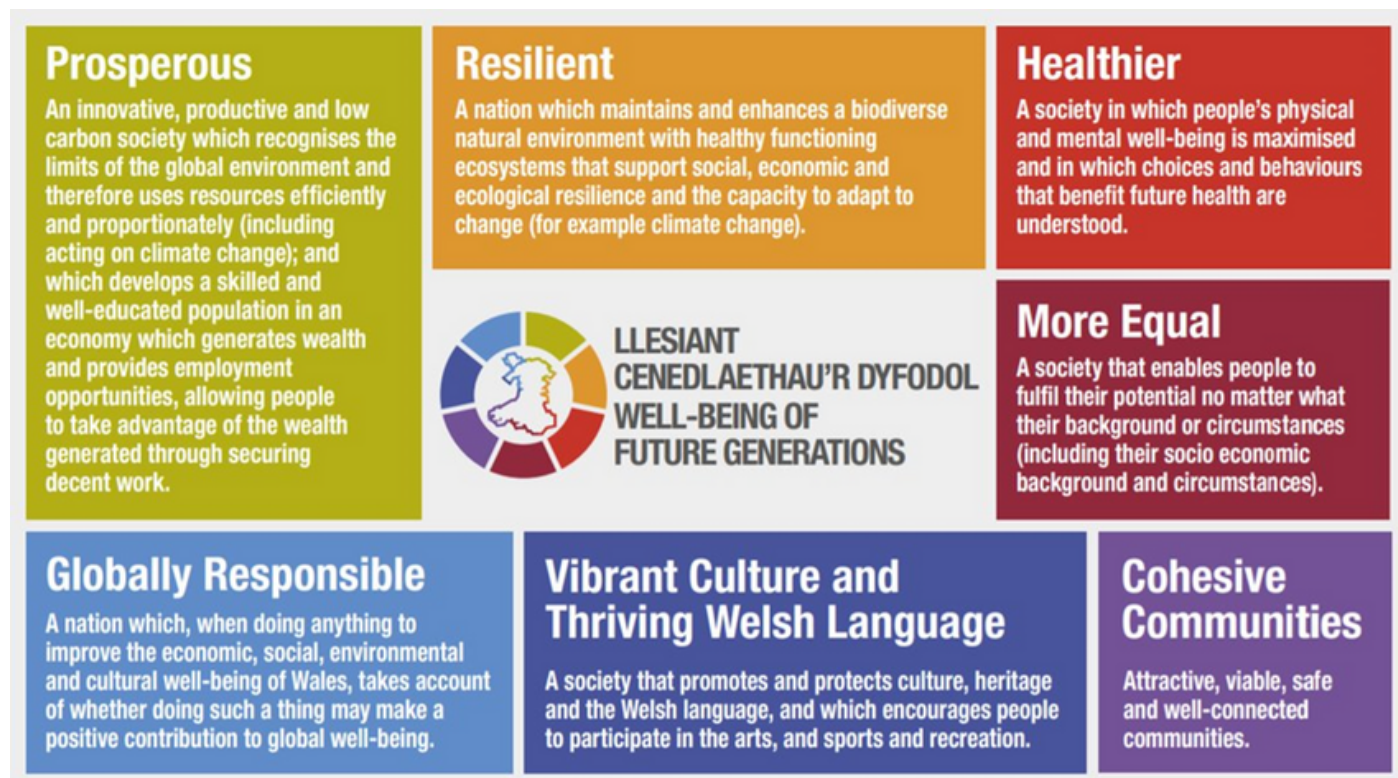 Prosperous
An innovative, productive and low
carbon society which recognises the
limits of the global environment and
therefore uses resources efficiently
and proportionately (including
acting on climate change); and
which develops a skilled and
well-educated population in an
economy which generates wealth
and provides employment
opportunities, allowing people
to take advantage of the wealth
generated through securing
decent work.
Resilient
A nation which maintains and enhances a biodiverse
natural environment with healthy functioning
ecosystems that support social, economic and
ecological resilience and the capacity to adapt to
change (for example climate change).
Healthier
A society in which people's physical
and mental well-being is maximised
and in which choices and behaviours
that benefit future health are
understood.
LLESIANT
CENEDLAETHAU'R DYFODOL
WELL-BEING OF
FUTURE GENERATIONS
More Equal
A society that enables people to
fulfil their potential no matter what
their background or circumstances
(including their socio economic
background and circumstances).
Globally Responsible
A nation which, when doing anything to
improve the economic, social, environmental
and cultural well-being of Wales, takes account
of whether doing such a thing may make a
positive contribution to global well-being.
Vibrant Culture and
Thriving Welsh Language
A society that promotes and protects culture, heritage
and the Welsh language, and which encourages people
to participate in the arts, and sports and recreation.
Cohesive
Communities
Attractive, viable, safe
and well-connected
communities.